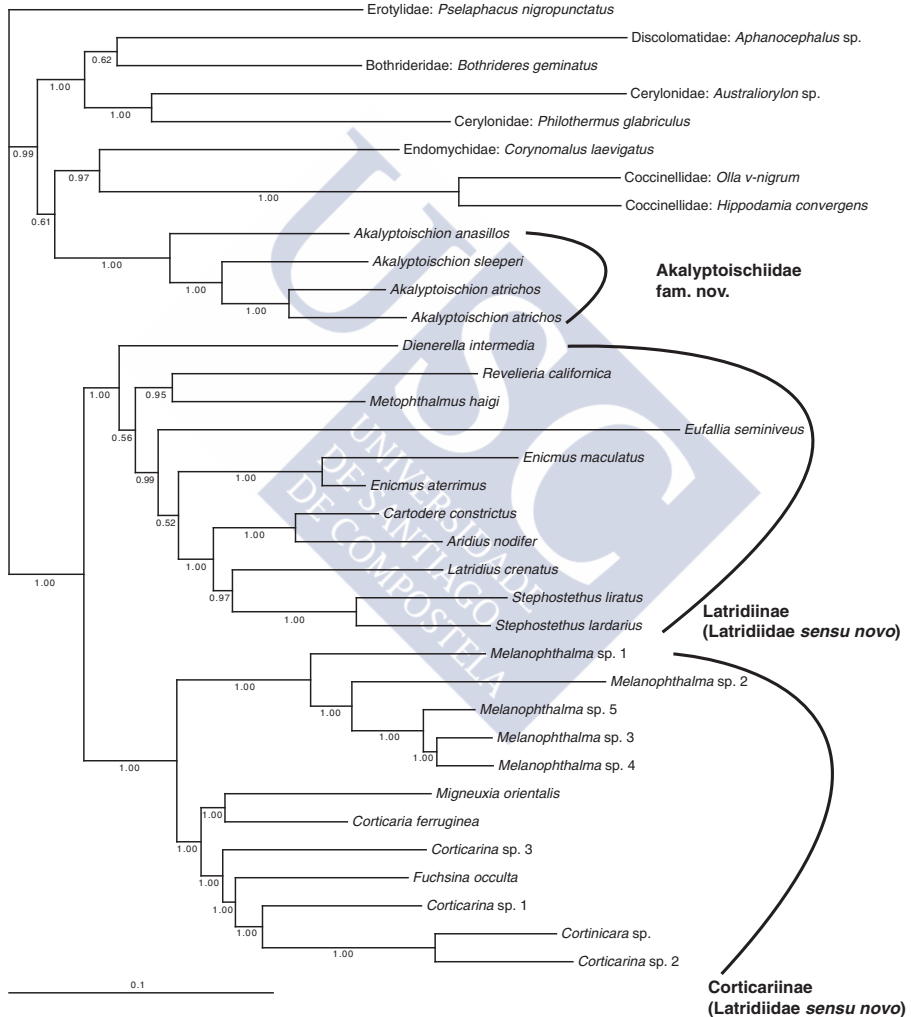 Erotylidae: Pselaphacus nigropunctatus
Discolomatidae: Aphanocephalus sp.
0.62
Bothrideridae: Bothrideres geminatus
1.00
Cerylonidae: Australiorylon sp.
1.00
Cerylonidae: Philothermus glabriculus
0.99
Endomychidae: Corynomalus laevigatus
0.97
Coccinellidae: Olla v-nigrum
1.00
Coccinellidae: Hippodamia convergens
0.61
Akalyptoischion anasillos
1.00
Akalyptoischion sleeperi
1.00
Akalyptoischion atrichos
1.00
Akalyptoischion atrichos
Akalyptoischiidae
fam. nov.
Dienerella intermedia
1.00
Revelieria californica
0.95
Metophthalmus haigi
0.56
Eufallia seminiveus
0.99
Enicmus maculatus
1.00
Enicmus aterrimus
0.52
Cartodere constrictus
1.00
Aridius nodifer
1.00
Latridius crenatus
0.97
Stephostethus liratus
1.00
Stephostethus lardarius
Latridiinae
(Latridiidae sensu novo)
1.00
Melanophthalma sp. 1
1.00
Melanophthalma sp. 2
1.00
Melanophthalma sp. 5
1.00
Melanophthalma sp. 3
1.00
Melanophthalma sp. 4
1.00
Migneuxia orientalis
1.00
Corticaria ferruginea
1.00
Corticarina sp. 3
1.00
Fuchsina occulta
1.00
Corticarina sp. 1
1.00
Cortinicara sp.
1.00
Corticarina sp. 2
Corticariinae
(Latridiidae sensu novo)
0.1
USC
UNIVERSIDADE
DE SANTIAGO
DE COMPOSTELA